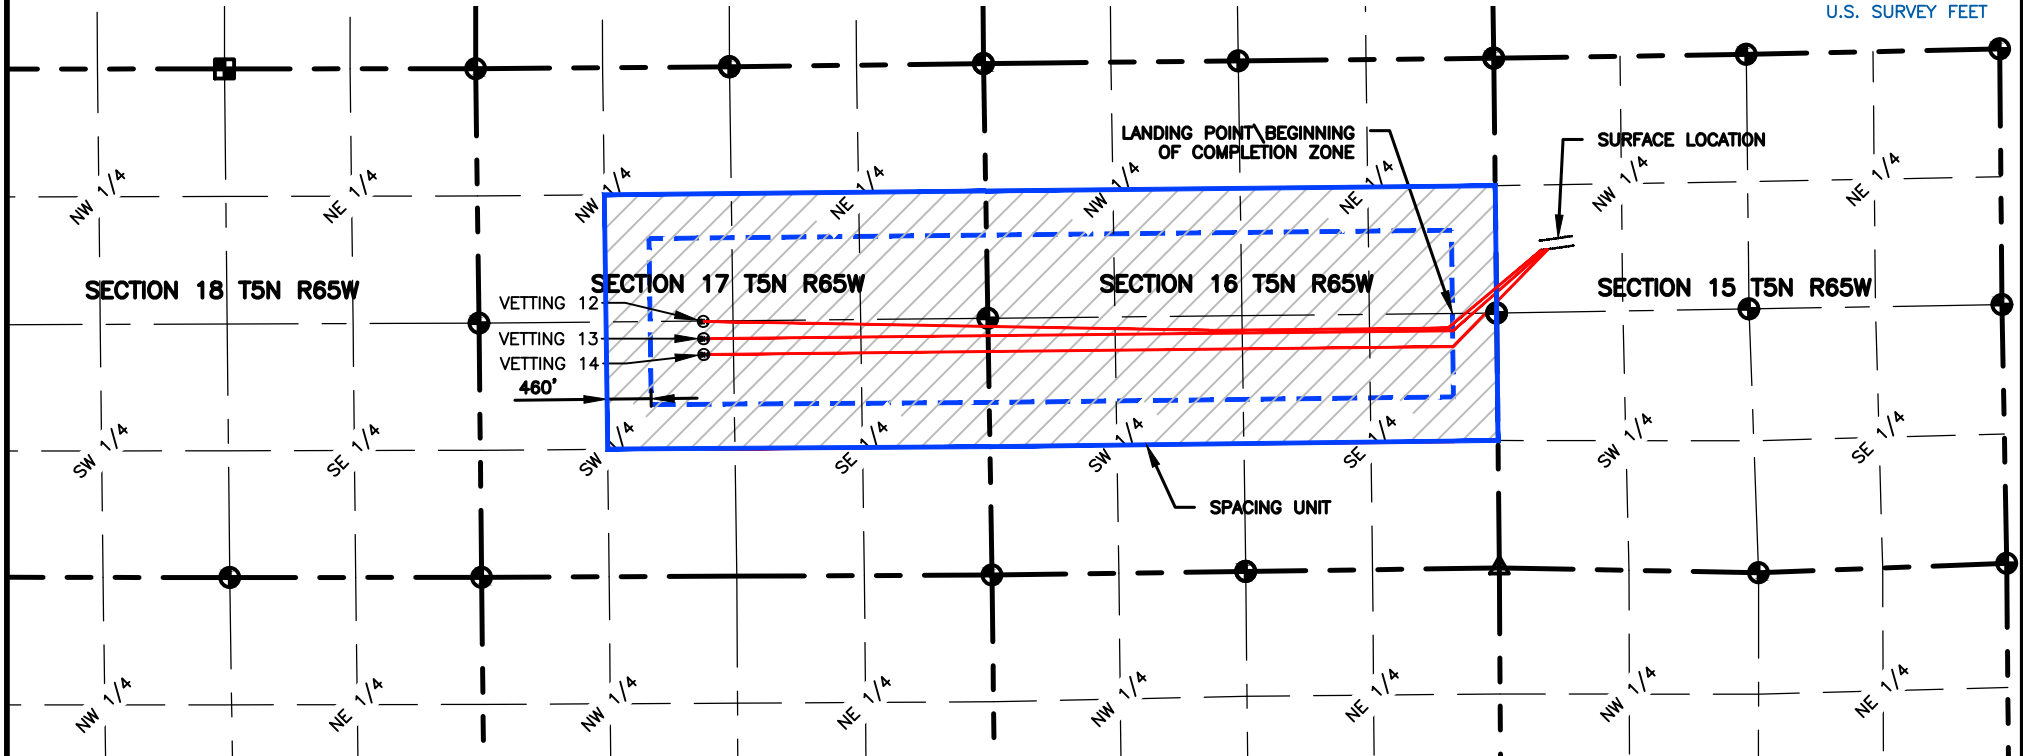 U.S. SURVEY FEET
LANDING POINT\BEGINNING
OF COMPLETION ZONE
SURFACE LOCATION
NW 1/4
NE 1/4
NW 1/4
NE 1/4
NW 1/4
NE 1/4
NW 1/4
NE 1/4
SECTION 18 T5N R65W
SECTION 17 T5N R65W
SECTION 16 T5N R65W
SECTION 15 T5N R65W
VETTING 12
VETTING 13
VETTING 14
460'
SW 1/4
SE 1/4
SW 1/4
SE 1/4
SW 1/4
SE 1/4
SW 1/4
SE 1/4
SPACING UNIT
NW 1/4
NE 1/4
NW 1/4
NE 1/4
NW 1/4
NE 1/4
NW 1/4
NE 1/4